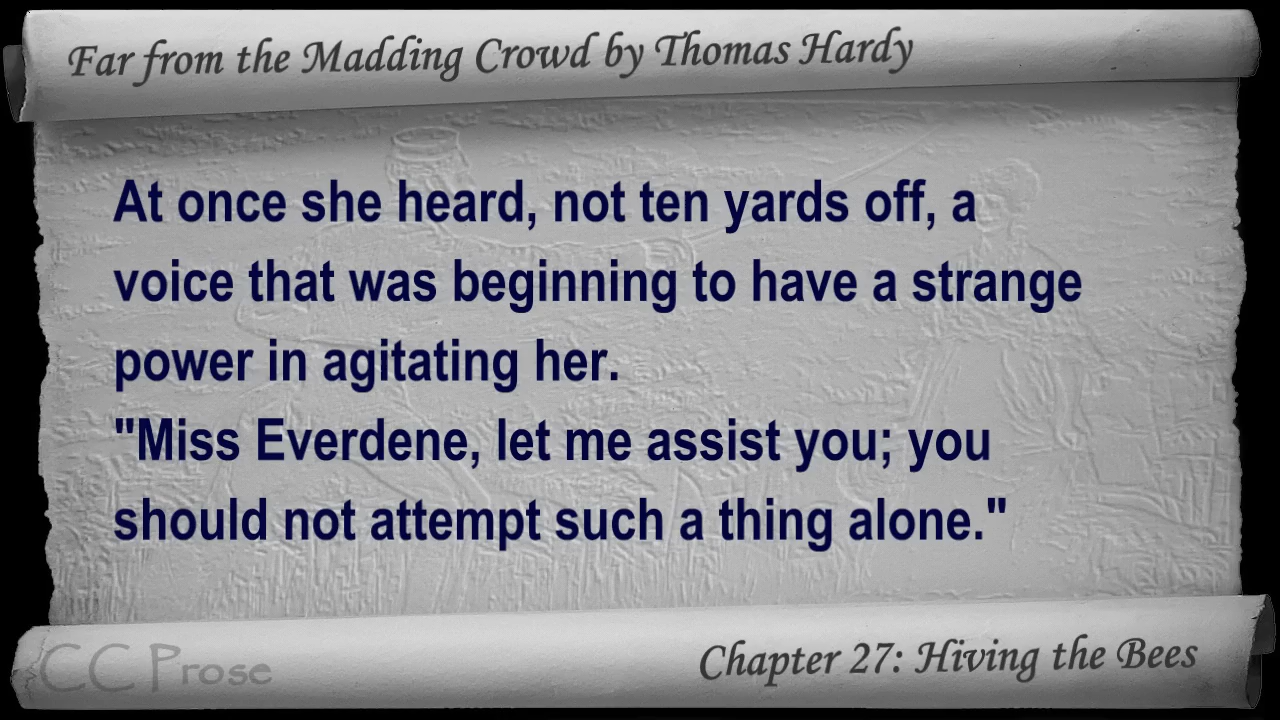 Far from the Madding Crowd by Thomas Hardy
At once she heard, not ten yards off, a
voice that was beginning to have a strange
power in agitating her.
"Miss Everdene, let me assist you; you
should not attempt such a thing alone."
CC Prose
Chapter 27: Hiving the Bees